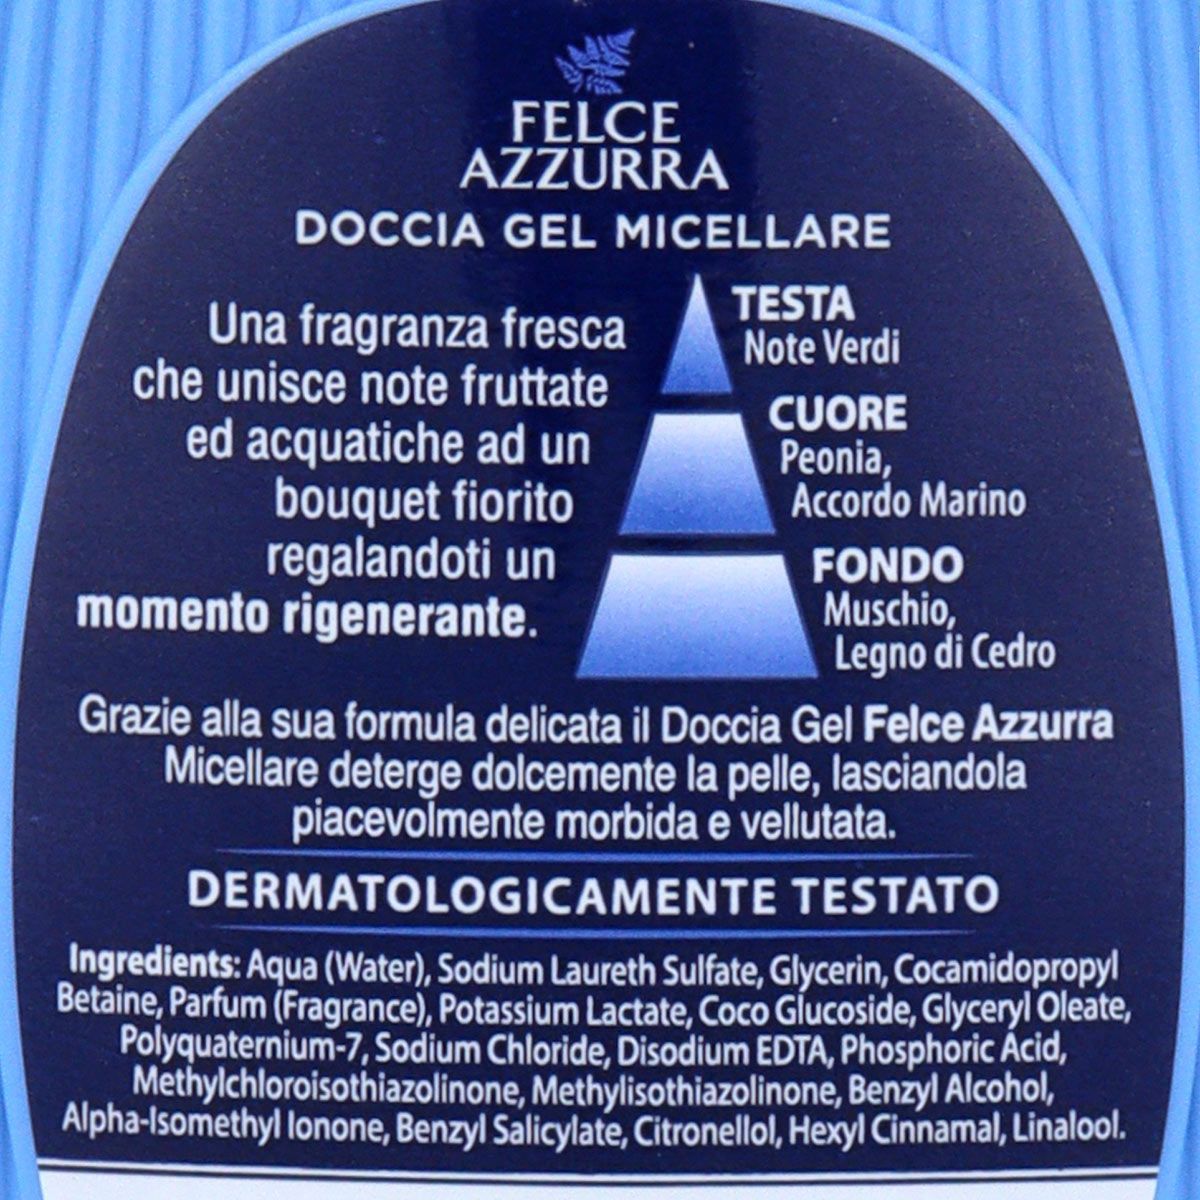 FELCE
AZZURRA
DOCCIA GEL MICELLARE
Una fragranza fresca
che unisce note fruttate
ed acquatiche ad un
bouquet fiorito
regalandoti un
momento rigenerante.
TESTA
Note Verdi
CUORE
Peonia,
Accordo Marino
FONDO
Muschio,
Legno di Cedro
Grazie alla sua formula delicata il Doccia Gel Felce Azzurra
Micellare deterge dolcemente la pelle, lasciandola
piacevolmente morbida e vellutata.
DERMATOLOGICAMENTE TESTATO
Ingredients: Aqua (Water), Sodium Laureth Sulfate, Glycerin, Cocamidopropyl
Betaine, Parfum (Fragrance), Potassium Lactate, Coco Glucoside, Glyceryl Oleate,
Polyquaternium-7, Sodium Chloride, Disodium EDTA, Phosphoric Acid,
Methylchloroisothiazolinone, Methylisothiazolinone, Benzyl Alcohol,
Alpha-Isomethyl Ionone, Benzyl Salicylate, Citronellol, Hexyl Cinnamal, Linalool.